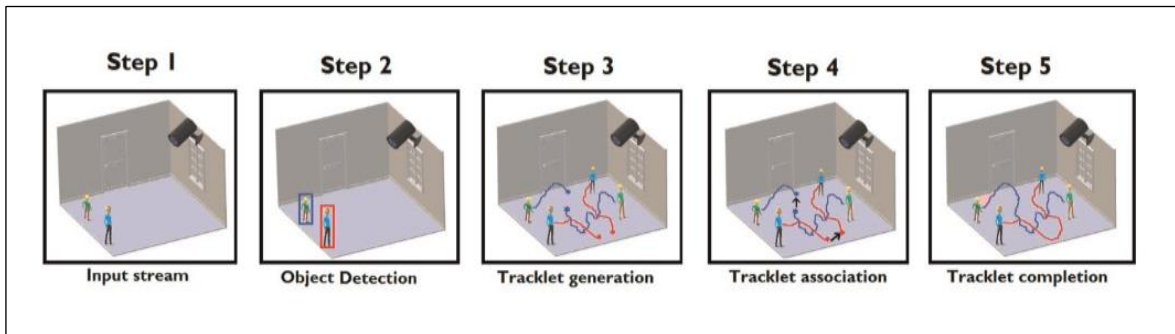 Step 1
Step 2
Step 3
Step 4
Step 5
Input stream
Object Detection
Tracklet generation
Tracklet association
Tracklet completion